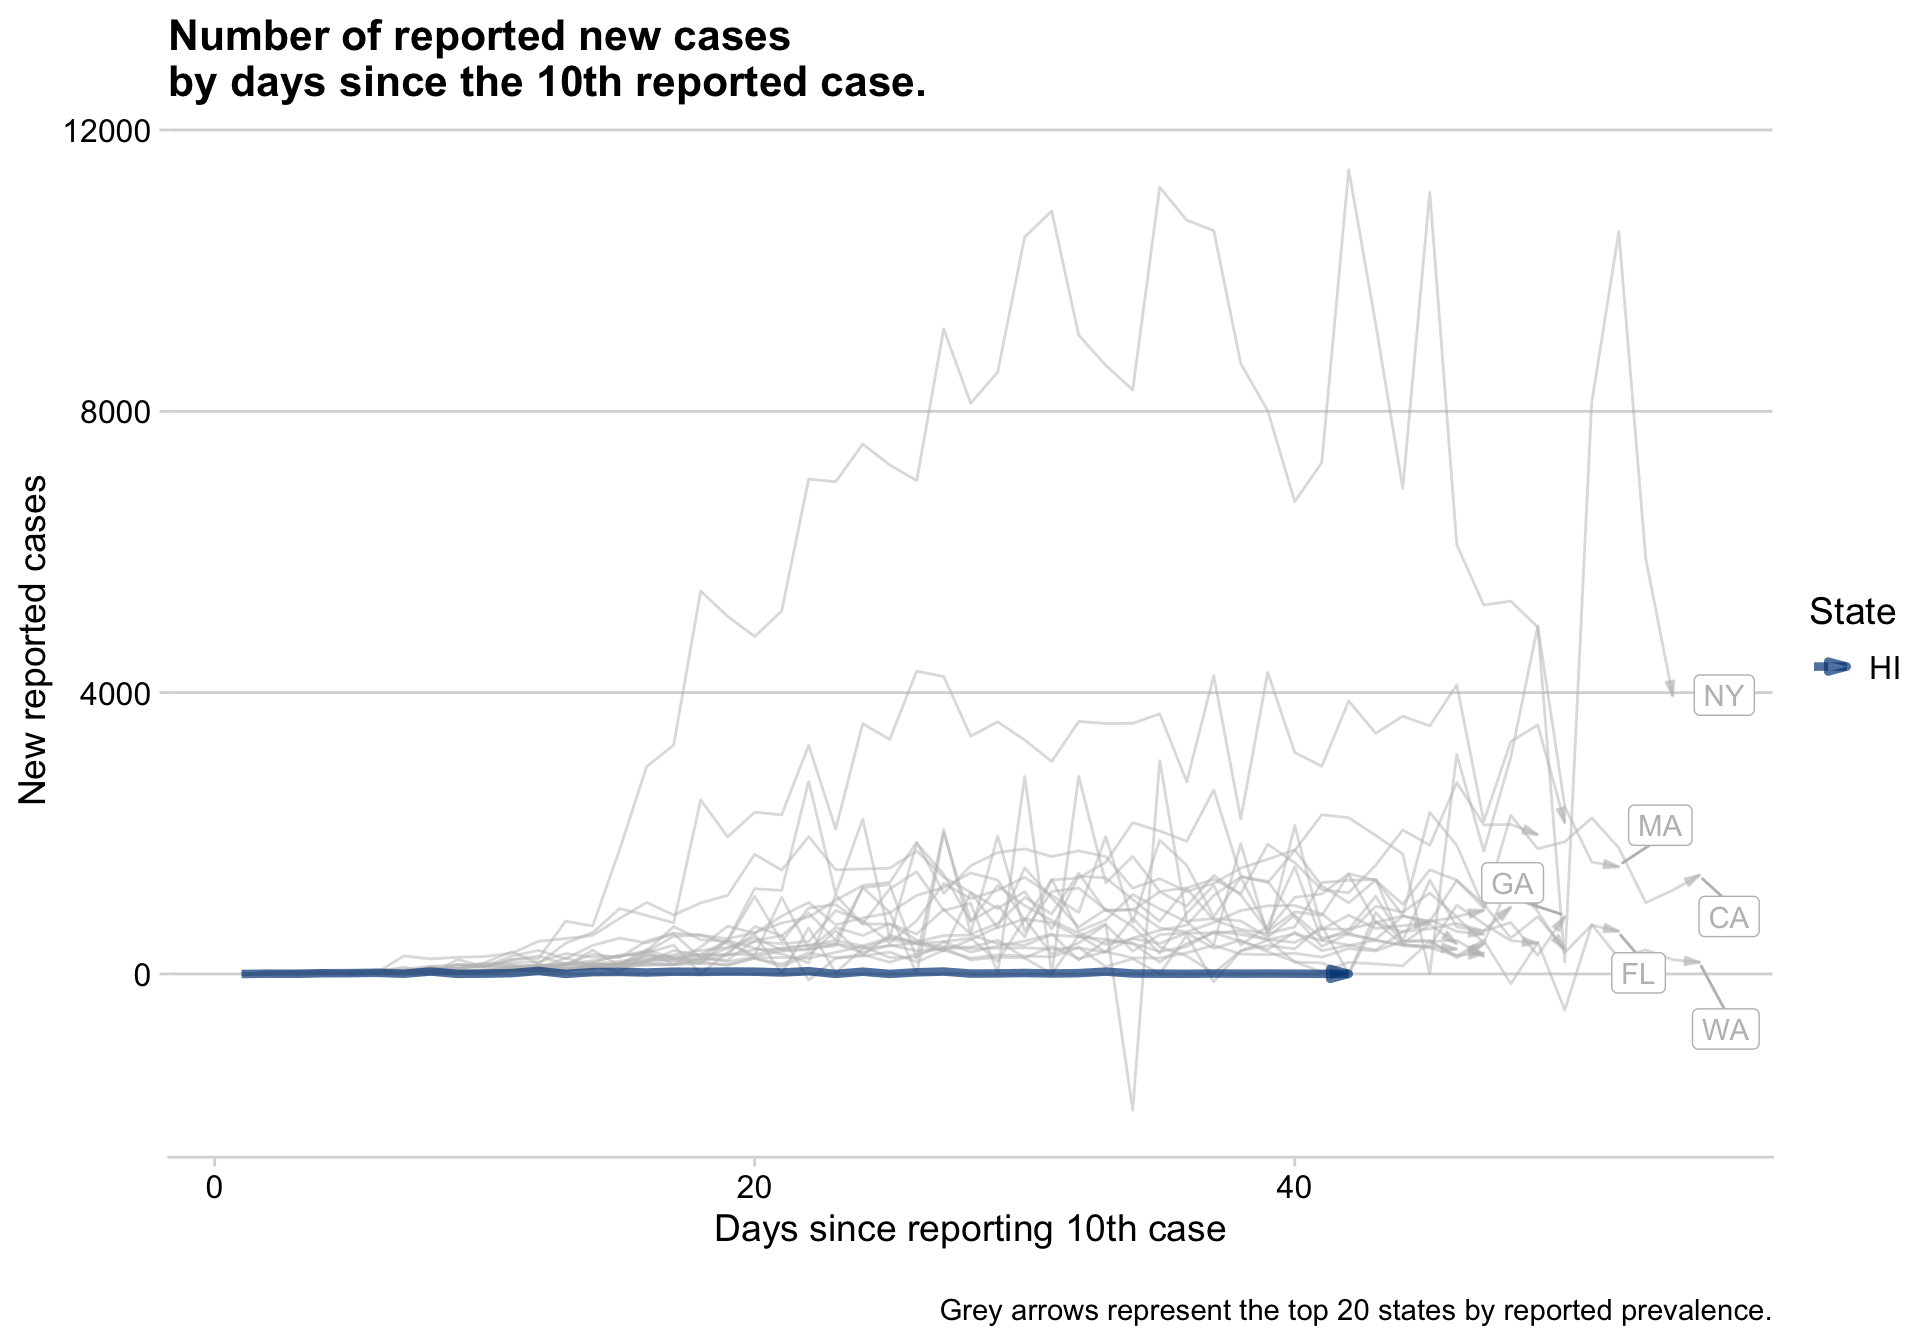 Number of reported new cases
by days since the 10th reported case.
12000
8000
4000
0
New reported cases
NY
MA
GA
CA
FL
WA
State
HI
0
20
40
Days since reporting 10th case
Grey arrows represent the top 20 states by reported prevalence.